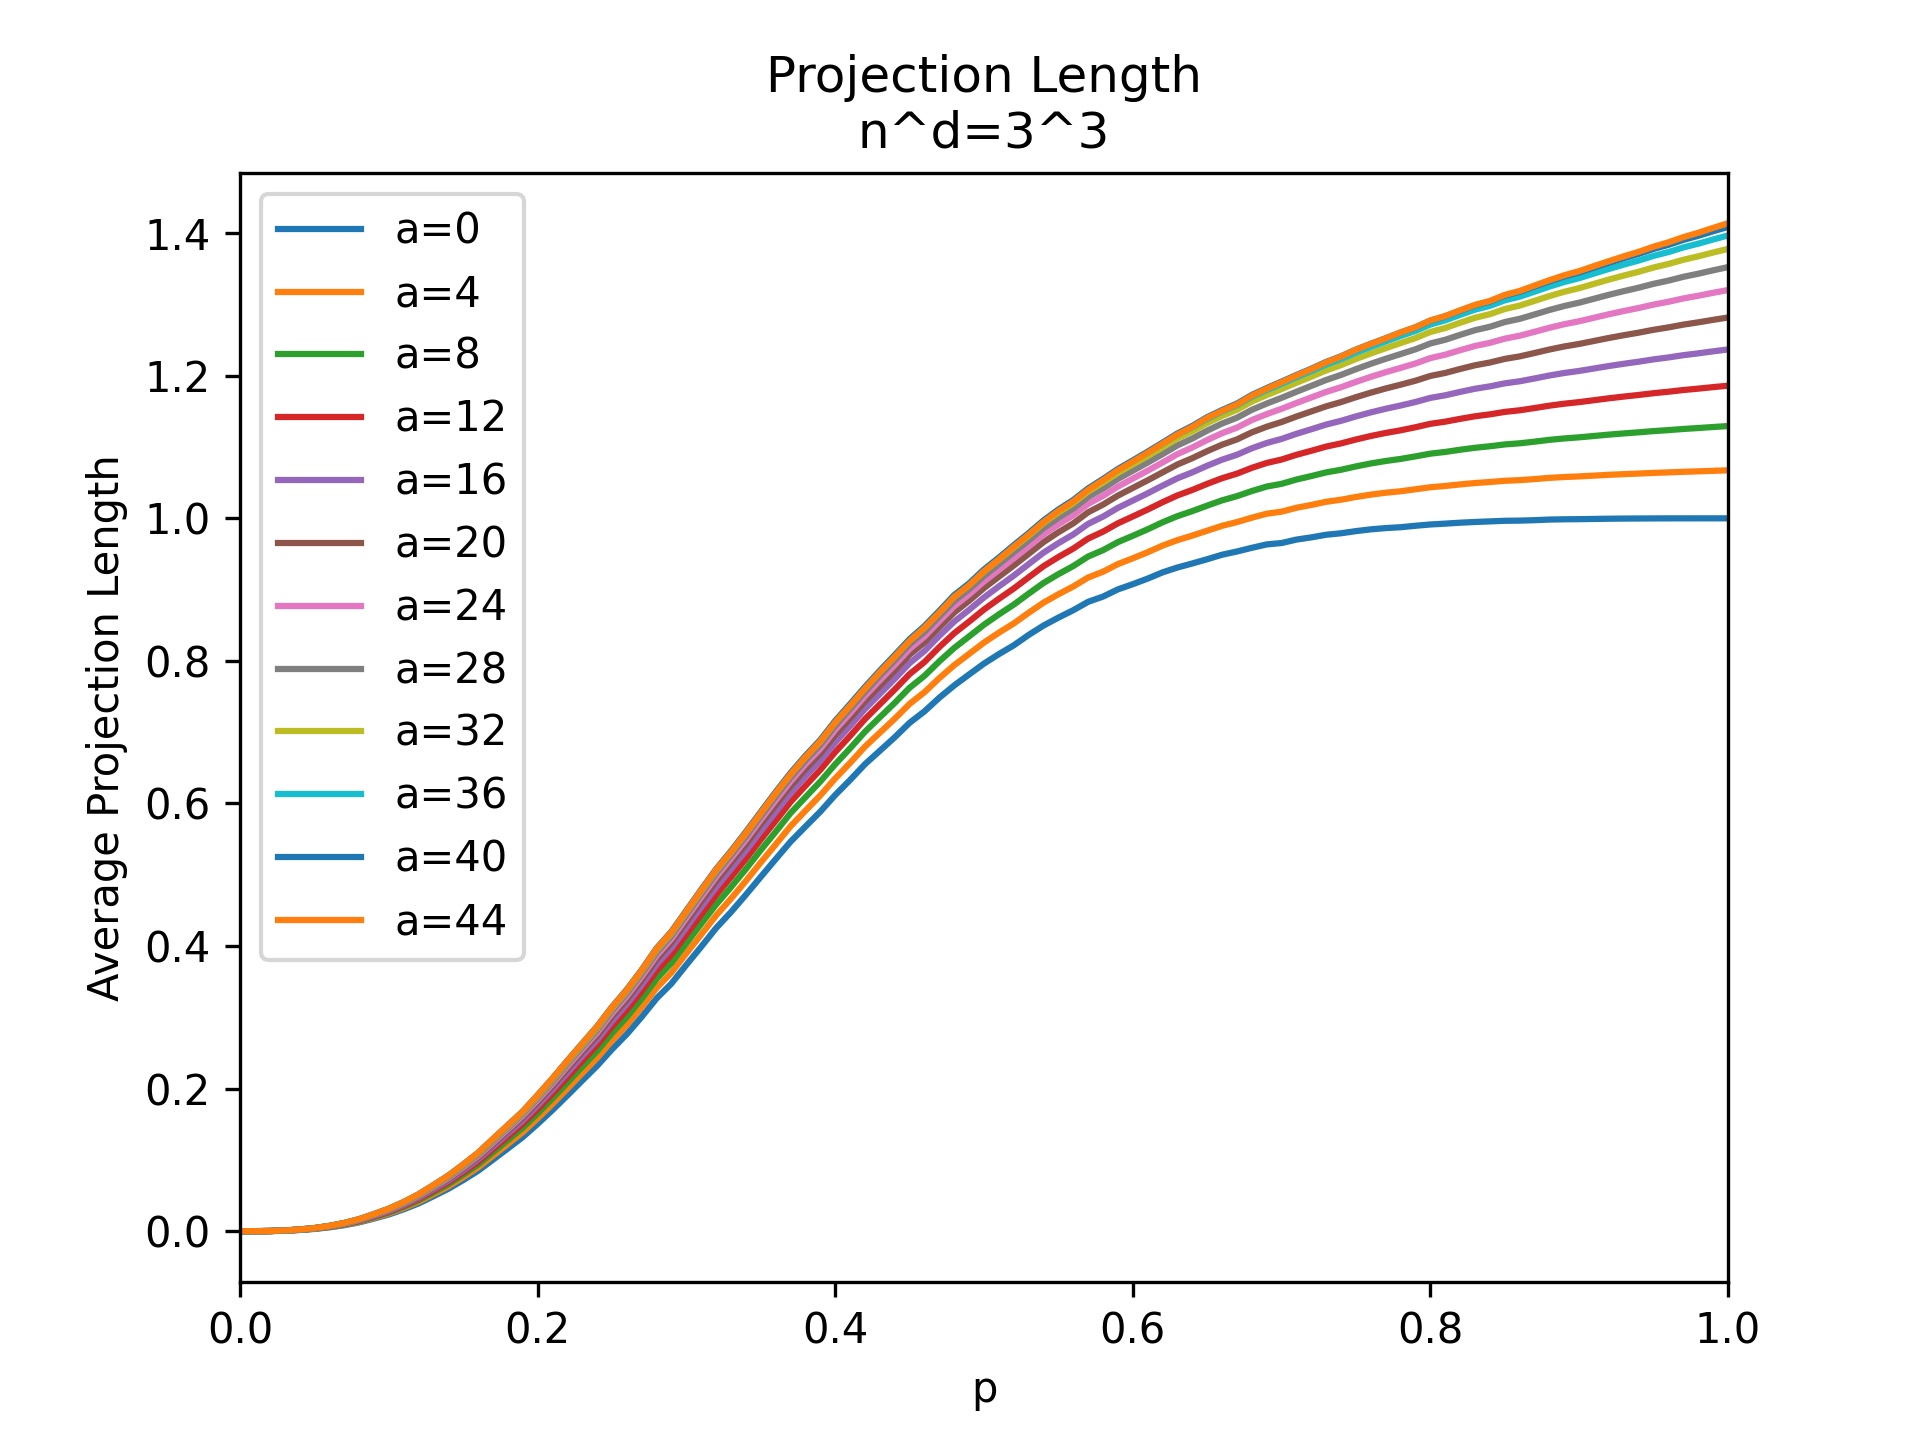 Projection Length
n^d=3^3
a=0
a=4
a=8
a=12
a=16
a=20
a=24
a=28
a=32
a=36
a=40
a=44
1.4
1.2
1.0
0.8
0.6
0.4
0.2
0.0
Average Projection Length
0.0 0.2 0.4 0.6 0.8 1.0
p